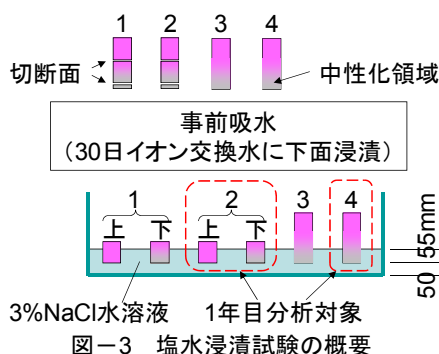 1 2 3 4
切断面
中性化領域
事前吸水
（30日イオン交換水に下面浸漬）
1 2 3 4
上 下 上 下
50 55mm
3%NaCl水溶液 1年目分析対象
図－3 塩水浸漬試験の概要